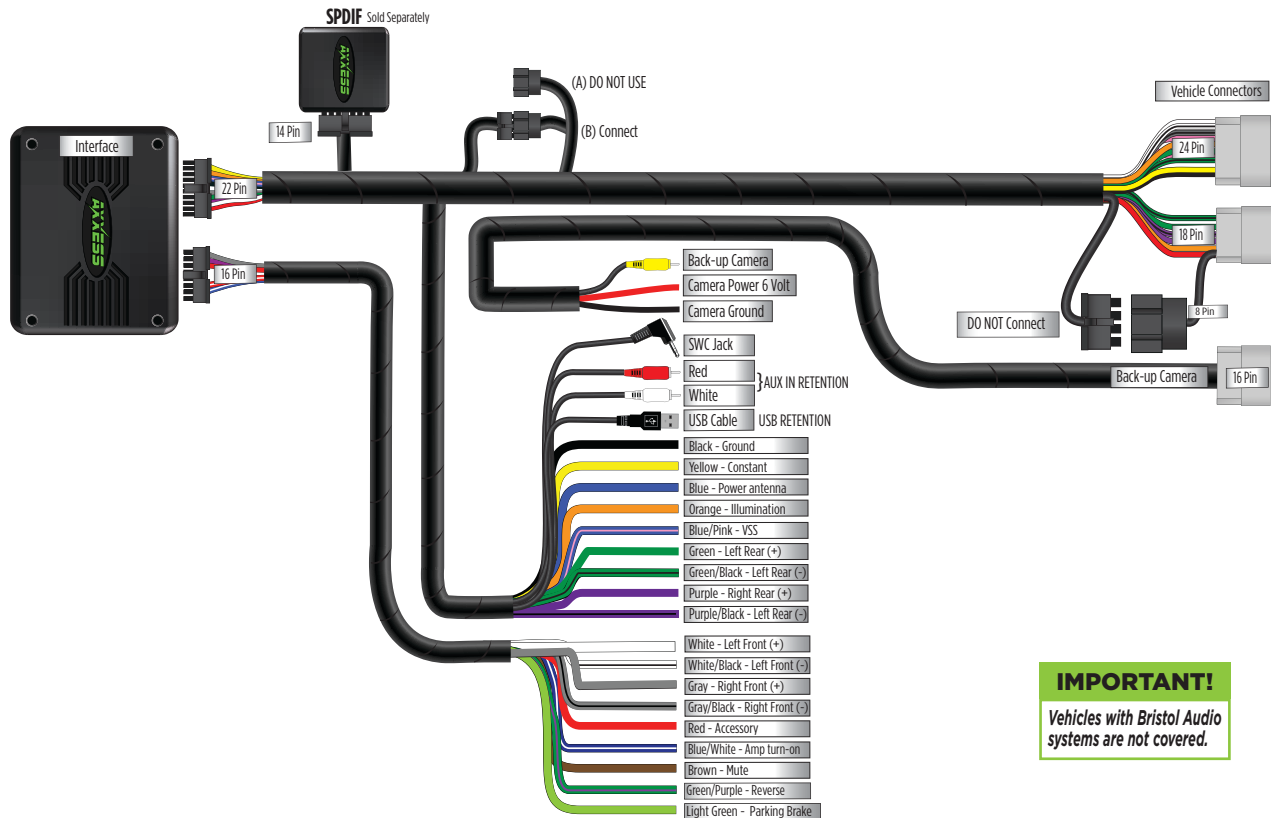 SPDIF Sold Separately
AXXESS
14 Pin
(A) DO NOT USE
(B) Connect
Vehicle Connectors
Interface
AXXESS
22 Pin
16 Pin
24 Pin
18 Pin
8 Pin
DO NOT Connect
Back-up Camera
16 Pin
Back-up Camera
Camera Power 6 Volt
Camera Ground
SWC Jack
Red
White
}AUX IN RETENTION
USB Cable USB RETENTION
Black - Ground
Yellow - Constant
Blue - Power antenna
Orange - Illumination
Blue/Pink - VSS
Green - Left Rear (+)
Green/Black - Left Rear (-)
Purple - Right Rear (+)
Purple/Black - Left Rear (-)
White - Left Front (+)
White/Black - Left Front (-)
Gray - Right Front (+)
Gray/Black - Right Front (-)
Red - Accessory
Blue/White - Amp turn-on
Brown - Mute
Green/Purple - Reverse
Light Green - Parking Brake
IMPORTANT!
Vehicles with Bristol Audio
systems are not covered.